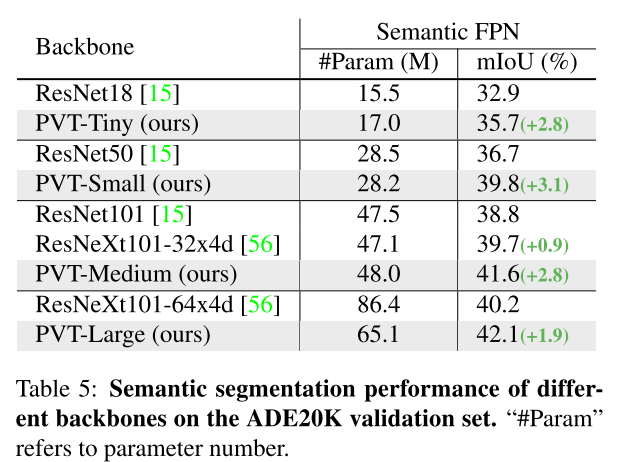 Backbone Semantic FPN
#Param (M) mIoU (%)
ResNet18 [15] 15.5 32.9
PVT-Tiny (ours) 17.0 35.7(+2.8)
ResNet50 [15] 28.5 36.7
PVT-Small (ours) 28.2 39.8(+3.1)
ResNet101 [15] 47.5 38.8
ResNeXt101-32x4d [56] 47.1 39.7(+0.9)
PVT-Medium (ours) 48.0 41.6(+2.8)
ResNeXt101-64x4d [56] 86.4 40.2
PVT-Large (ours) 65.1 42.1(+1.9)
Table 5: Semantic segmentation performance of differ-
ent backbones on the ADE20K validation set. “#Param”
refers to parameter number.